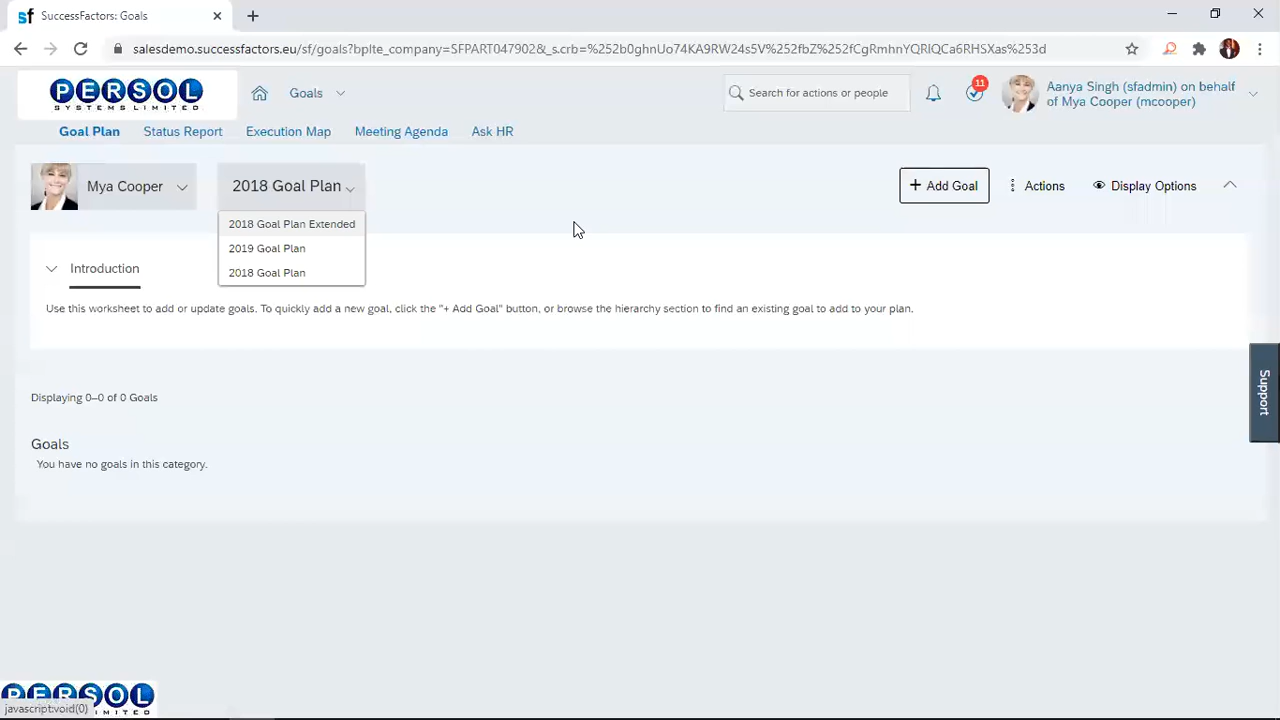 sf SuccessFactors: Goals
salesdemo.successfactors.eu/sf/goals?bplte_company=SFPART047902&_s.crb=%252b0ghnUo74KA9RW24s5V%252fbZ%252fCgRmhnYQRIQCa6RHSXas%253d
PERSOL
SYSTEMS LIMITED
Goals
Search for actions or people
11
Aanya Singh (sfadmin) on behalf
of Mya Cooper (mcooper)
Goal Plan Status Report Execution Map Meeting Agenda Ask HR
Mya Cooper 2018 Goal Plan + Add Goal Actions Display Options
2018 Goal Plan Extended
2019 Goal Plan
2018 Goal Plan
Introduction
Use this worksheet to add or update goals. To quickly add a new goal, click the "+ Add Goal" button, or browse the hierarchy section to find an existing goal to add to your plan.
Support
Displaying 0–0 of 0 Goals
Goals
You have no goals in this category.
PERSOL
LIMITED
javascript:void(0)